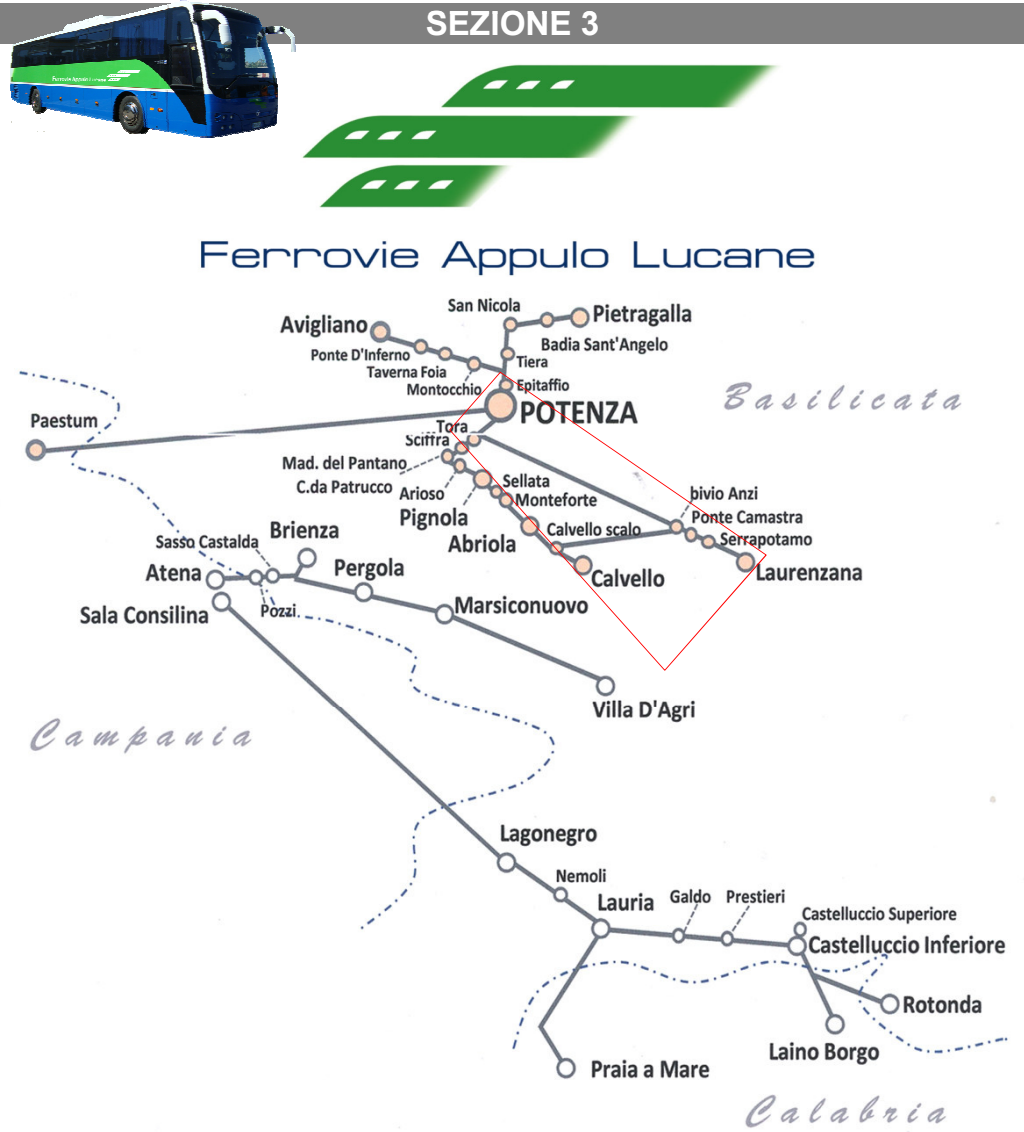 SEZIONE 3
Ferrovie Appulo Lucane
Ferrovie Appulo Lucane
San Nicola
Pietragalla
Avigliano
Badia Sant'Angelo
Ponte D'Inferno
Tiera
Taverna Foia
Montocchio
Epitaffio
Basilicata
POTENZA
Paestum
Tora
Sciffra
Mad. del Pantano
C.da Patrucco
Arioso
Sellata
Monteforte
bivio Anzi
Pignola
Ponte Camastra
Calvello scalo
Serrapotamo
Abriola
Brienza
Sasso Castalda
Atena
Pergola
Calvello
Laurenzana
Pozzi
Marsiconuovo
Sala Consilina
Villa D'Agri
Campania
Lagonegro
Nemoli
Lauria
Galdo
Prestieri
Castelluccio Superiore
Castelluccio Inferiore
Rotonda
Laino Borgo
Praia a Mare
Calabria